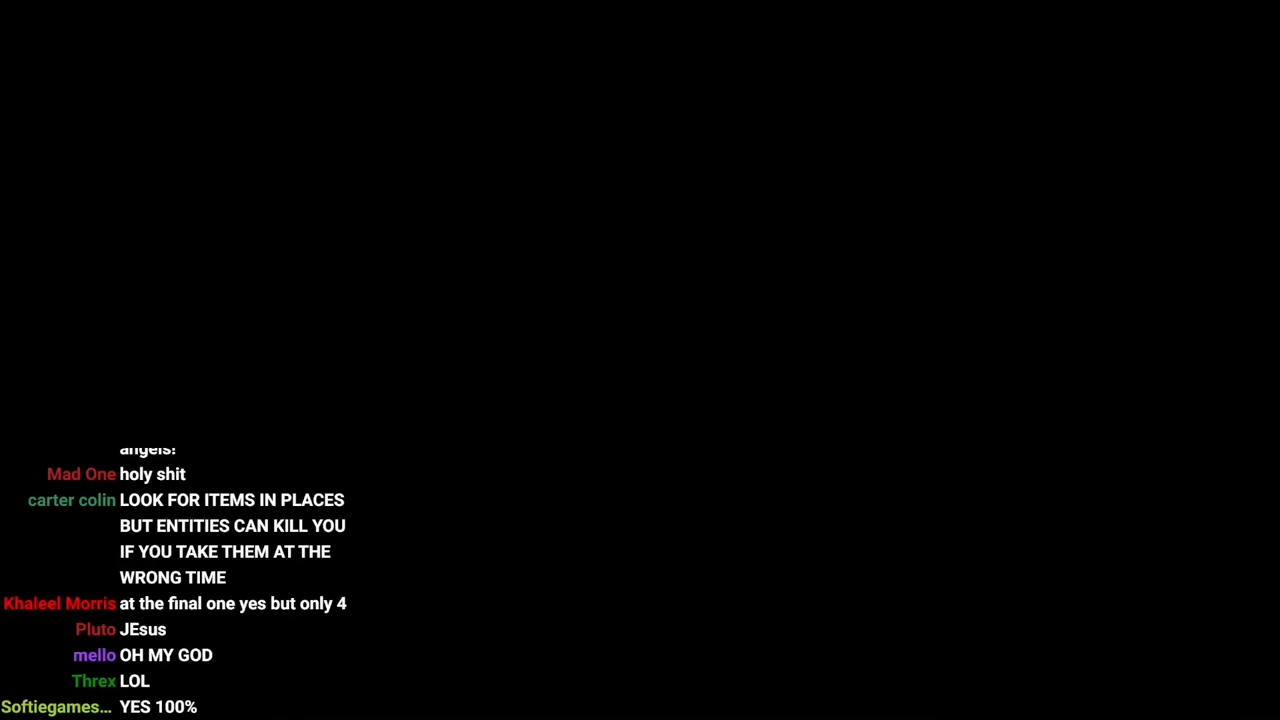 angels!
Mad One holy shit
carter colin LOOK FOR ITEMS IN PLACES
BUT ENTITIES CAN KILL YOU
IF YOU TAKE THEM AT THE
WRONG TIME
Khaleel Morris at the final one yes but only 4
Pluto JEsus
mello OH MY GOD
Threx LOL
Softiegames... YES 100%